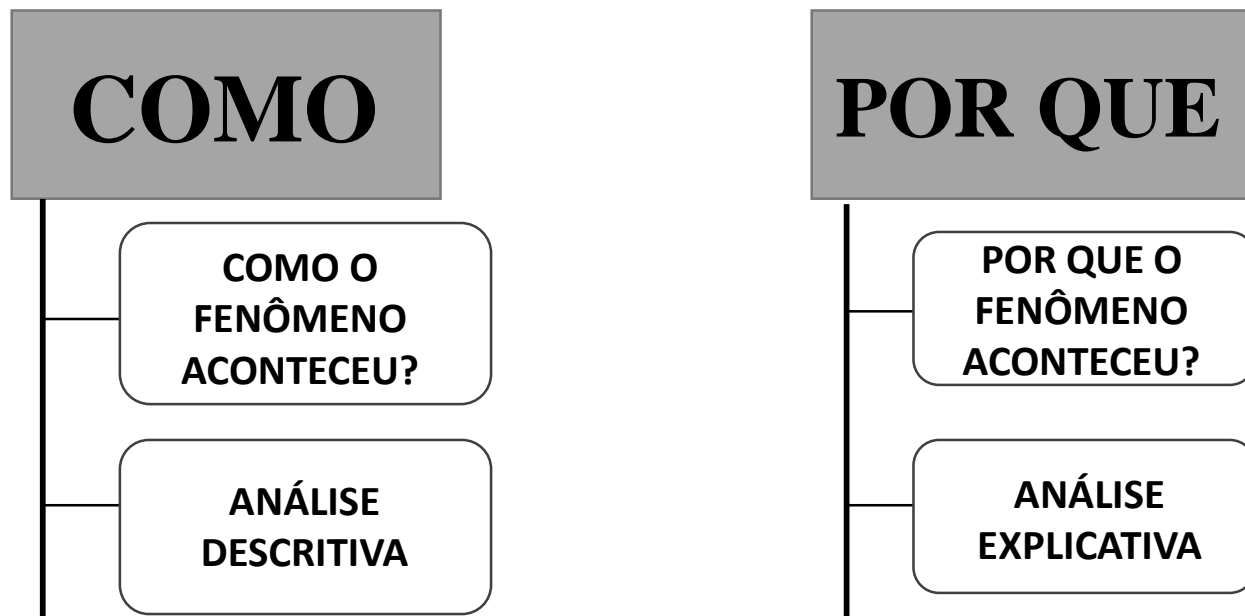 COMO
COMO O
FENÔMENO
ACONTECEU?
ANÁLISE
DESCRITIVA
POR QUE
POR QUE O
FENÔMENO
ACONTECEU?
ANÁLISE
EXPLICATIVA